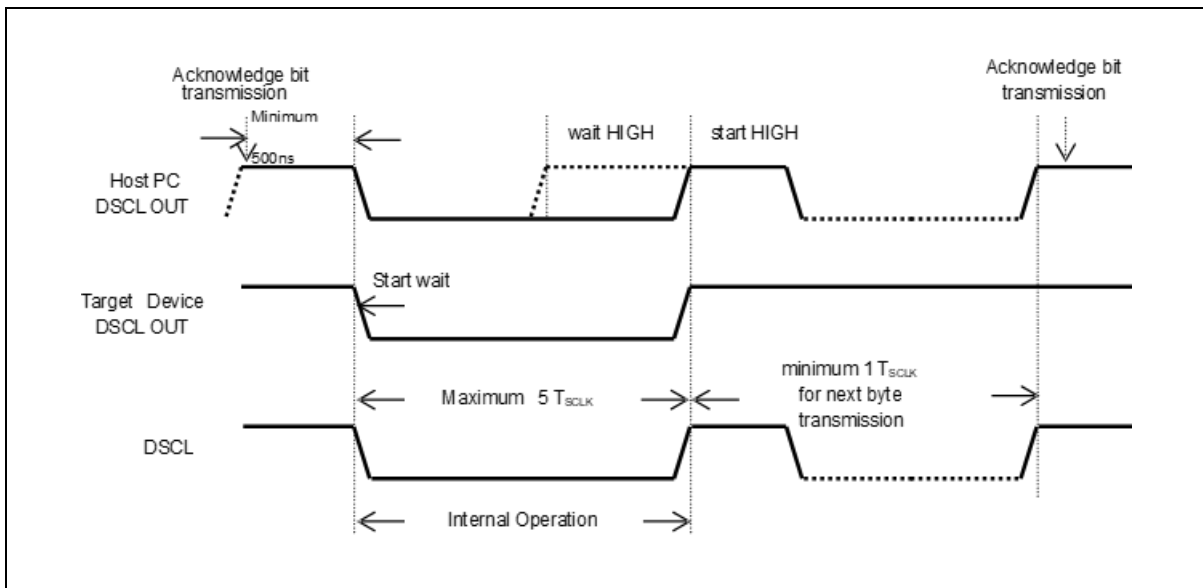 Acknowledge bit
transmission
Acknowledge bit
transmission
Minimum
500ns
wait HIGH
start HIGH
Host PC
DSCL OUT
Start wait
Target Device
DSCL OUT
Maximum 5 TSCLK
minimum 1 TSCLK
for next byte
transmission
DSCL
Internal Operation